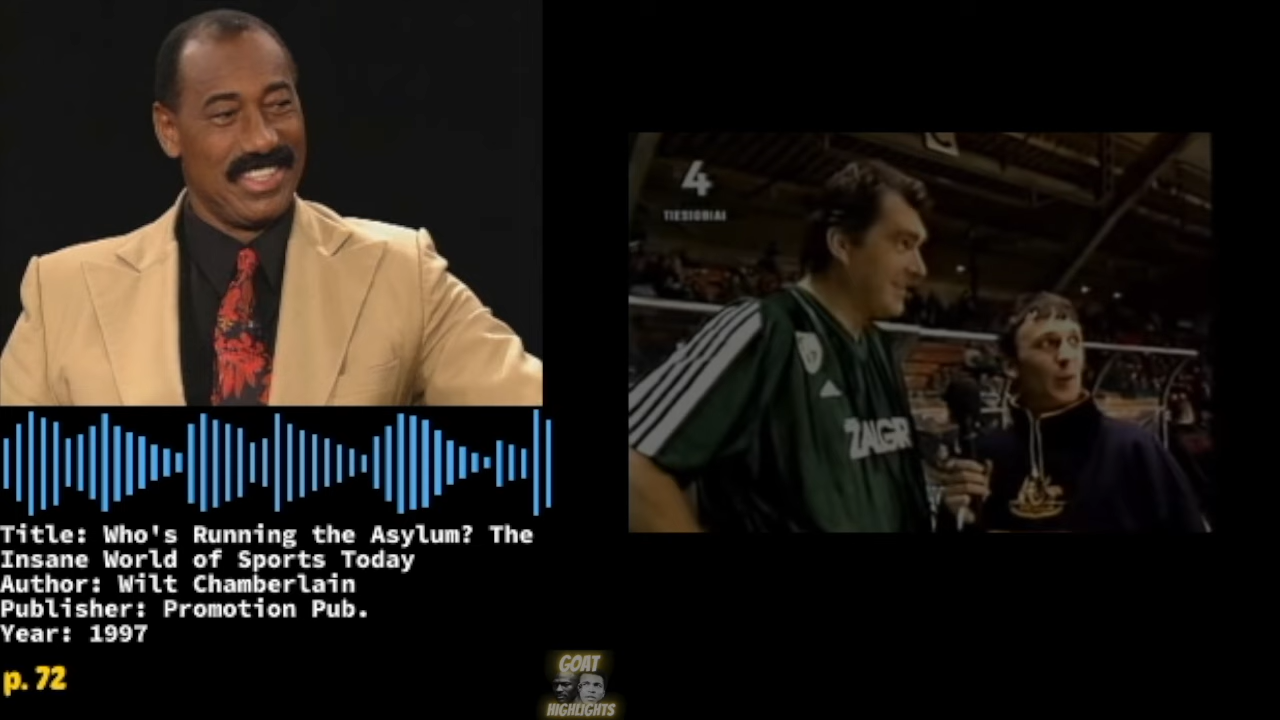 4
TIESIOGIAI
ŽALGIR
Title: Who's Running the Asylum? The
Insane World of Sports Today
Author: Wilt Chamberlain
Publisher: Promotion Pub.
Year: 1997
p. 72
GOAT
HIGHLIGHTS